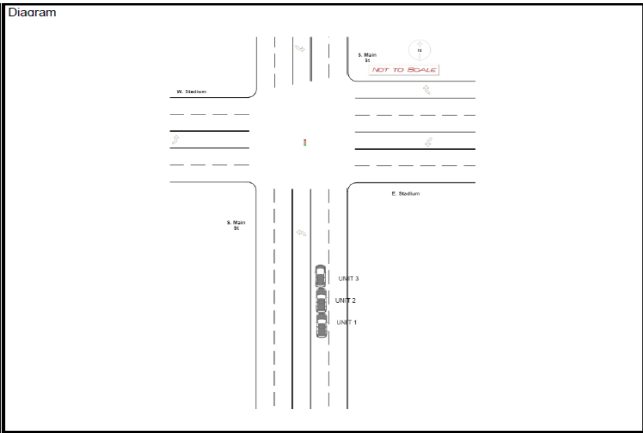 Diagram
S. Main
St
N
NOT TO SCALE
W. Stadium
E. Stadium
S. Main
St
UNIT 3
UNIT 2
UNIT 1